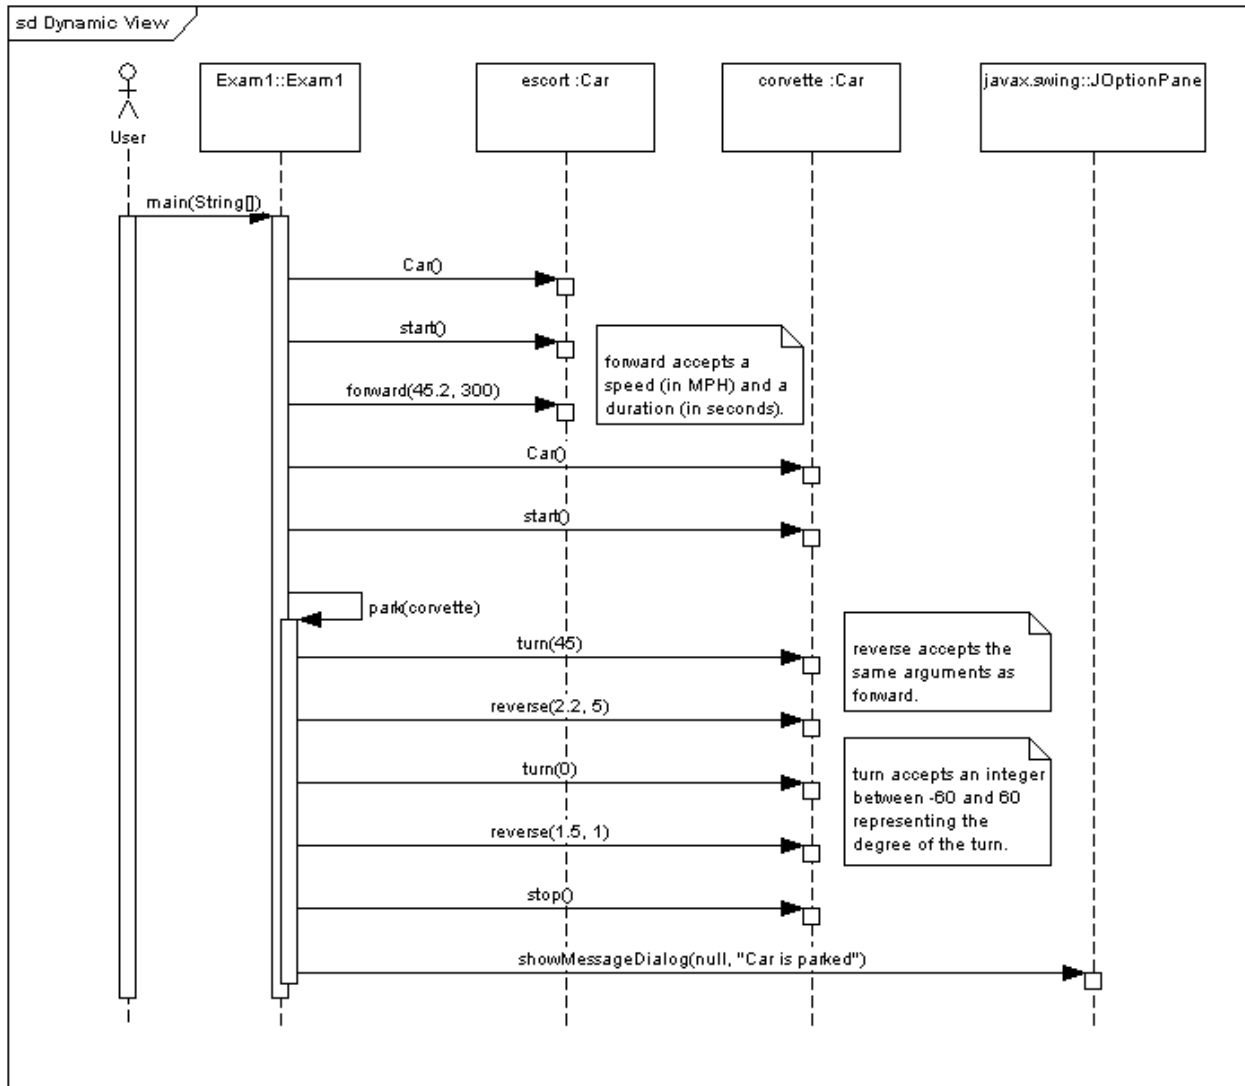 sd Dynamic View
User
Exam1::Exam1
escort :Car
corvette :Car
javax.swing::JOptionPane
main(String[])
Car()
start()
forward accepts a
speed (in MPH) and a
duration (in seconds).
forward(45.2, 300)
Car()
start()
park(corvette)
turn(45)
reverse accepts the
same arguments as
forward.
reverse(2.2, 5)
turn(0)
turn accepts an integer
between -60 and 60
representing the
degree of the turn.
reverse(1.5, 1)
stop()
showMessageDialog(null, "Car is parked")